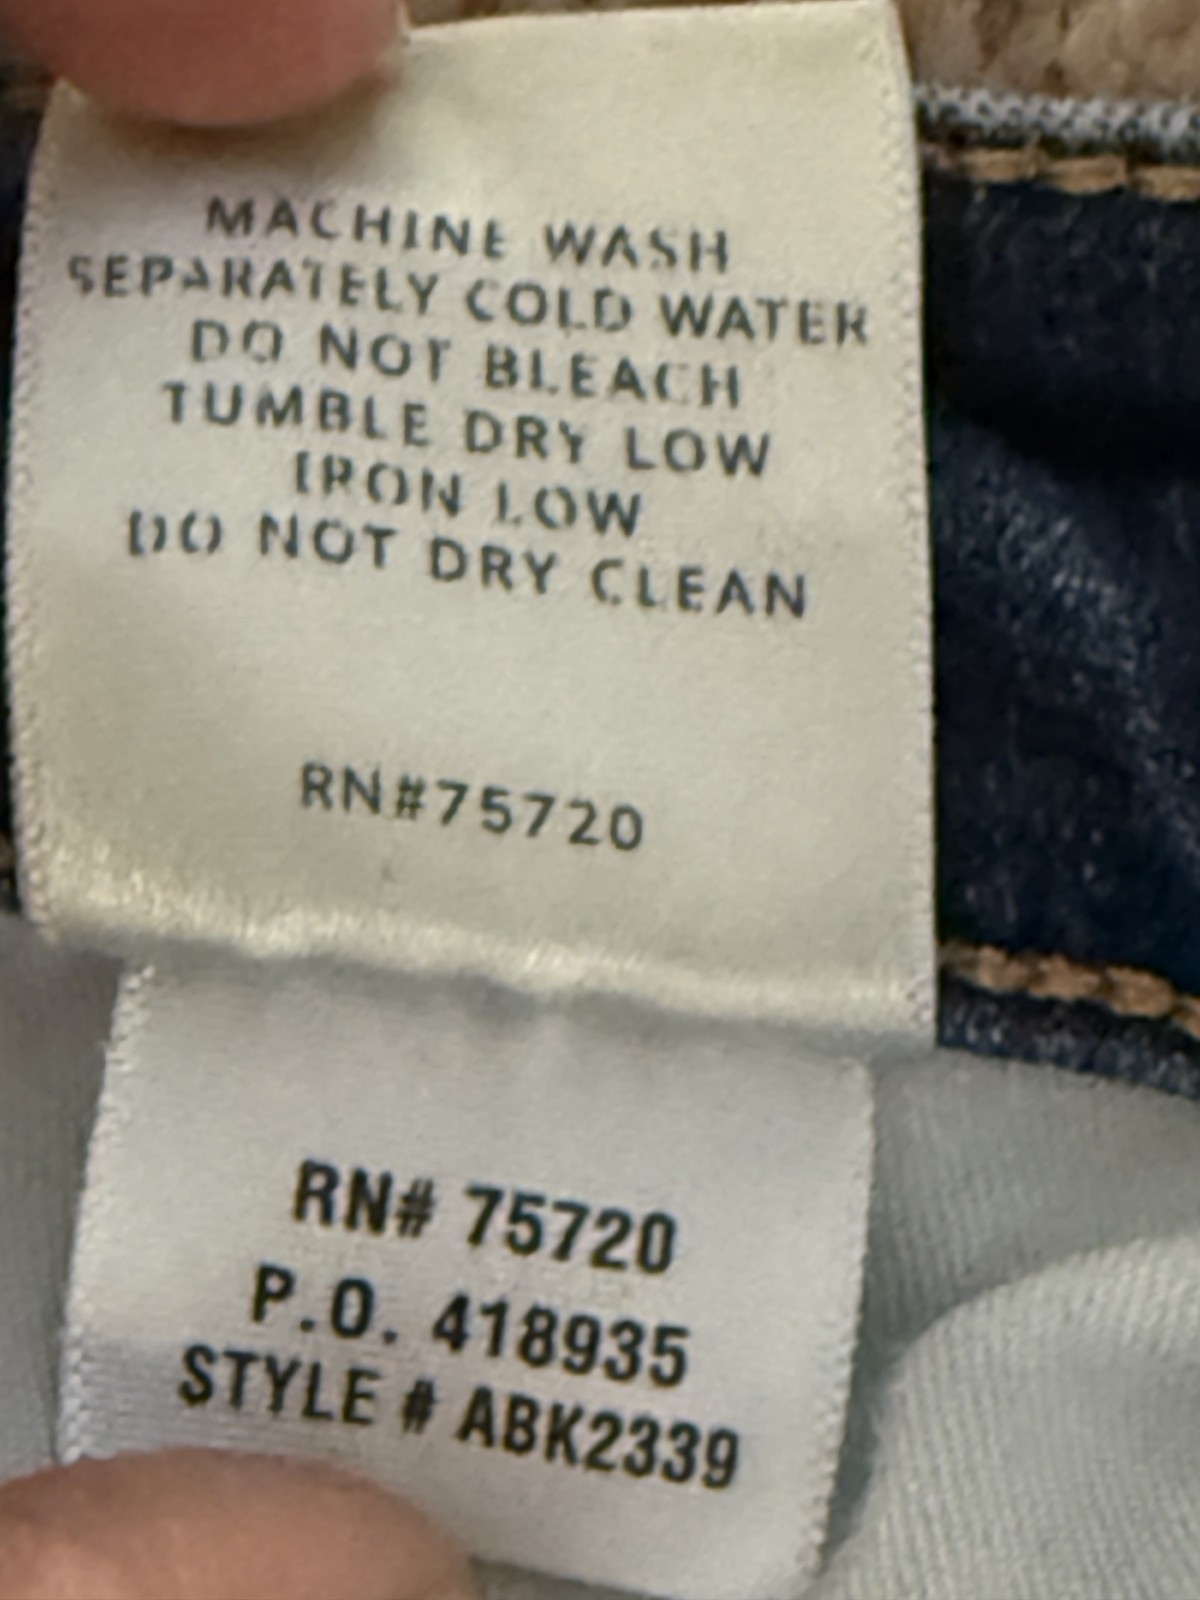 MACHINE WASH
SEPARATELY COLD WATER
DO NOT BLEACH
TUMBLE DRY LOW
IRON LOW
DO NOT DRY CLEAN
RN#75720
RN# 75720
P.O. 418935
STYLE # ABK2339